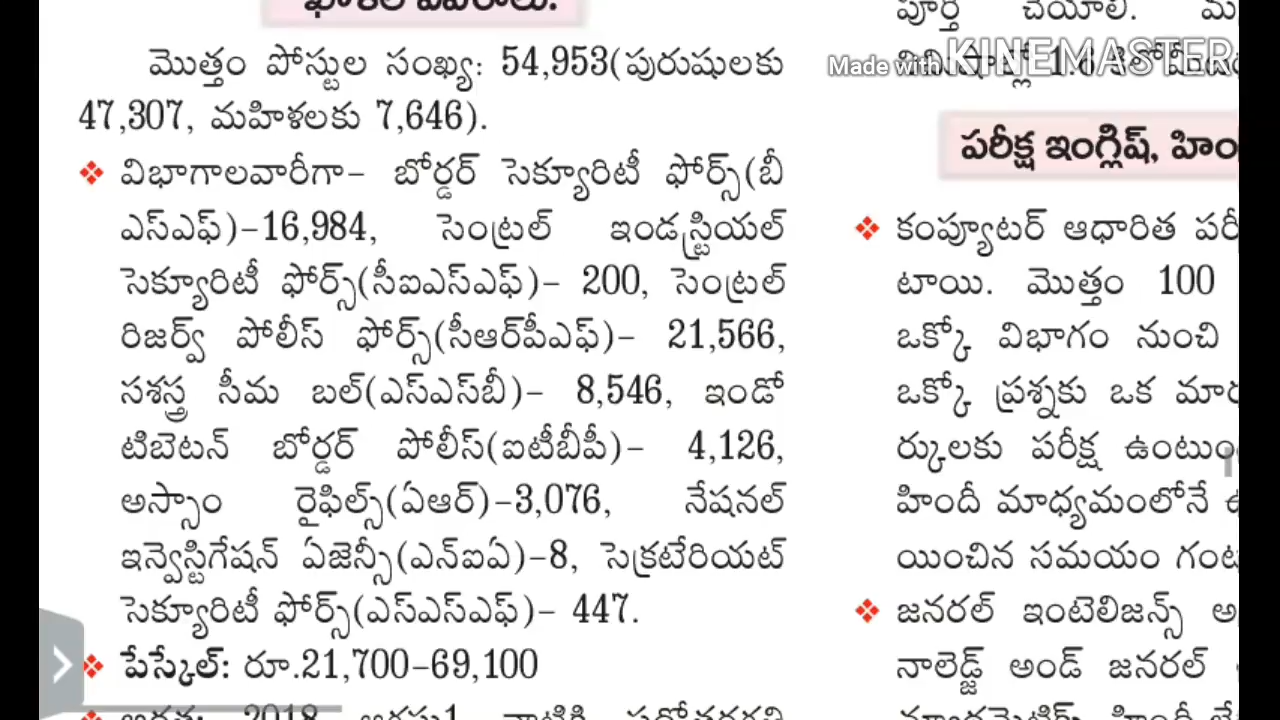 ఖాళీల వివరాలు:
మొత్తం పోస్టుల సంఖ్య: 54,953(పురుషులకు
47,307, మహిళలకు 7,646).
❖ విభాగాలవారీగా- బోర్డర్ సెక్యూరిటీ ఫోర్స్(బీ
ఎస్ఎఫ్)-16,984, సెంట్రల్ ఇండస్ట్రియల్
సెక్యూరిటీ ఫోర్స్(సీఐఎస్ఎఫ్)- 200, సెంట్రల్
రిజర్వ్ పోలీస్ ఫోర్స్(సీఆర్పీఎఫ్)- 21,566,
సశస్త్ర సీమ బల్(ఎస్ఎస్బీ)- 8,546, ఇండో
టిబెటన్ బోర్డర్ పోలీస్(ఐటీబీపీ)- 4,126,
అస్సాం రైఫిల్స్(ఏఆర్)-3,076, నేషనల్
ఇన్వెస్టిగేషన్ ఏజెన్సీ(ఎన్ఐఏ)-8, సెక్రటేరియట్
సెక్యూరిటీ ఫోర్స్(ఎస్ఎస్ఎఫ్)- 447.
❖ పేస్కేల్: రూ.21,700-69,100
పూర్తి చేయాలి.
Made with KINEMASTER
1.6
పరీక్ష ఇంగ్లిష్,
❖ కంప్యూటర్ ఆధారిత
టాయి. మొత్తం 100
ఒక్కో విభాగం నుంచి
ఒక్కో ప్రశ్నకు ఒక
ర్కులకు పరీక్ష
హిందీ మాధ్యమంలోనే
యించిన సమయం
❖ జనరల్ ఇంటెలిజన్స్
నాలెడ్జ్ అండ్ జనరల్